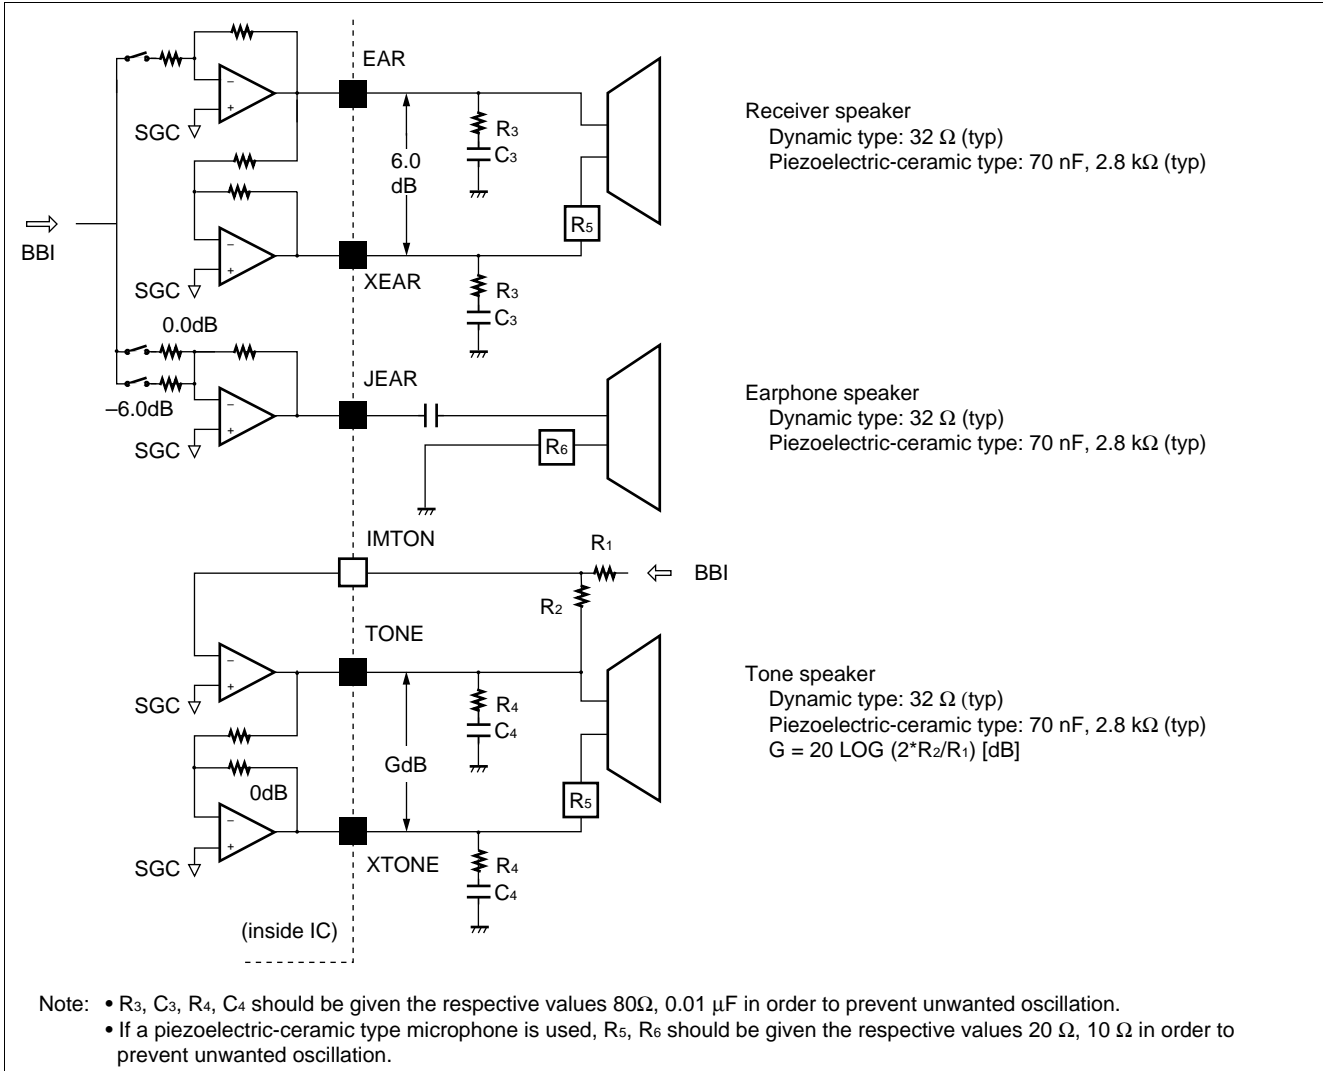 EAR
SGC
R3
C3
6.0
dB
R5
BBI
XEAR
SGC
R3
C3
Receiver speaker
Dynamic type: 32 Ω (typ)
Piezoelectric-ceramic type: 70 nF, 2.8 kΩ (typ)
0.0dB
JEAR
–6.0dB
SGC
R6
Earphone speaker
Dynamic type: 32 Ω (typ)
Piezoelectric-ceramic type: 70 nF, 2.8 kΩ (typ)
IMTON
R1
BBI
R2
TONE
SGC
R4
C4
GdB
0dB
R5
SGC
XTONE
R4
C4
Tone speaker
Dynamic type: 32 Ω (typ)
Piezoelectric-ceramic type: 70 nF, 2.8 kΩ (typ)
G = 20 LOG (2*R2/R1) [dB]
(inside IC)
Note: • R3, C3, R4, C4 should be given the respective values 80Ω, 0.01 µF in order to prevent unwanted oscillation.
• If a piezoelectric-ceramic type microphone is used, R5, R6 should be given the respective values 20 Ω, 10 Ω in order to
prevent unwanted oscillation.